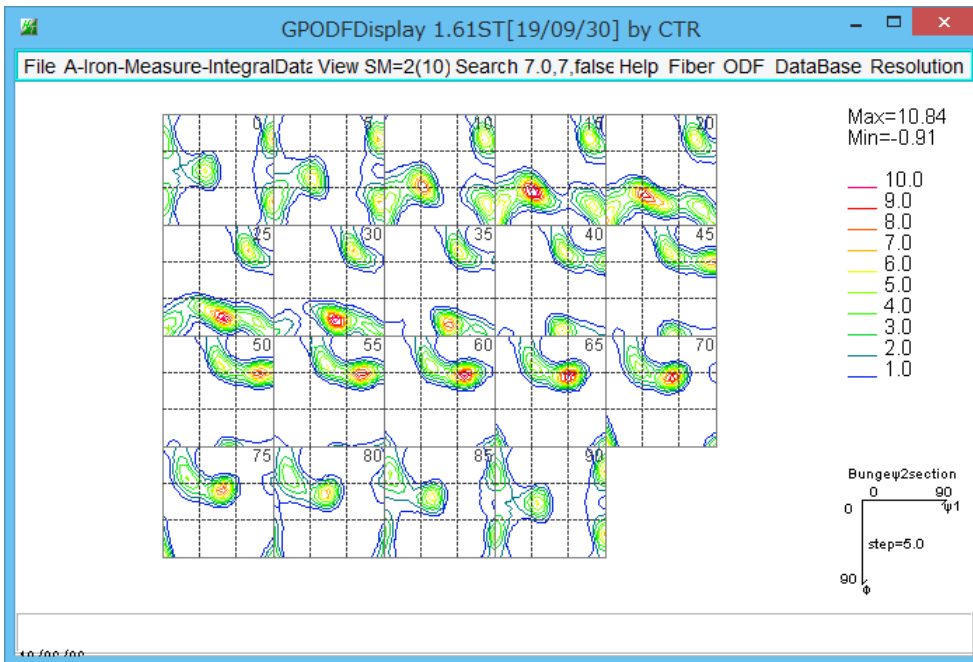 GPODFDisplay 1.61ST[19/09/30] by CTR
File A-Iron-Measure-IntegralData View SM=2(10) Search 7.0,7,false Help Fiber ODF DataBase Resolution
0 5 10 15 20
25 30 35 40 45
50 55 60 65 70
75 80 85 90
Max=10.84
Min=-0.91
10.0
9.0
8.0
7.0
6.0
5.0
4.0
3.0
2.0
1.0
Bungeψ2section
0 90
0 ψ1
step=5.0
90
Φ